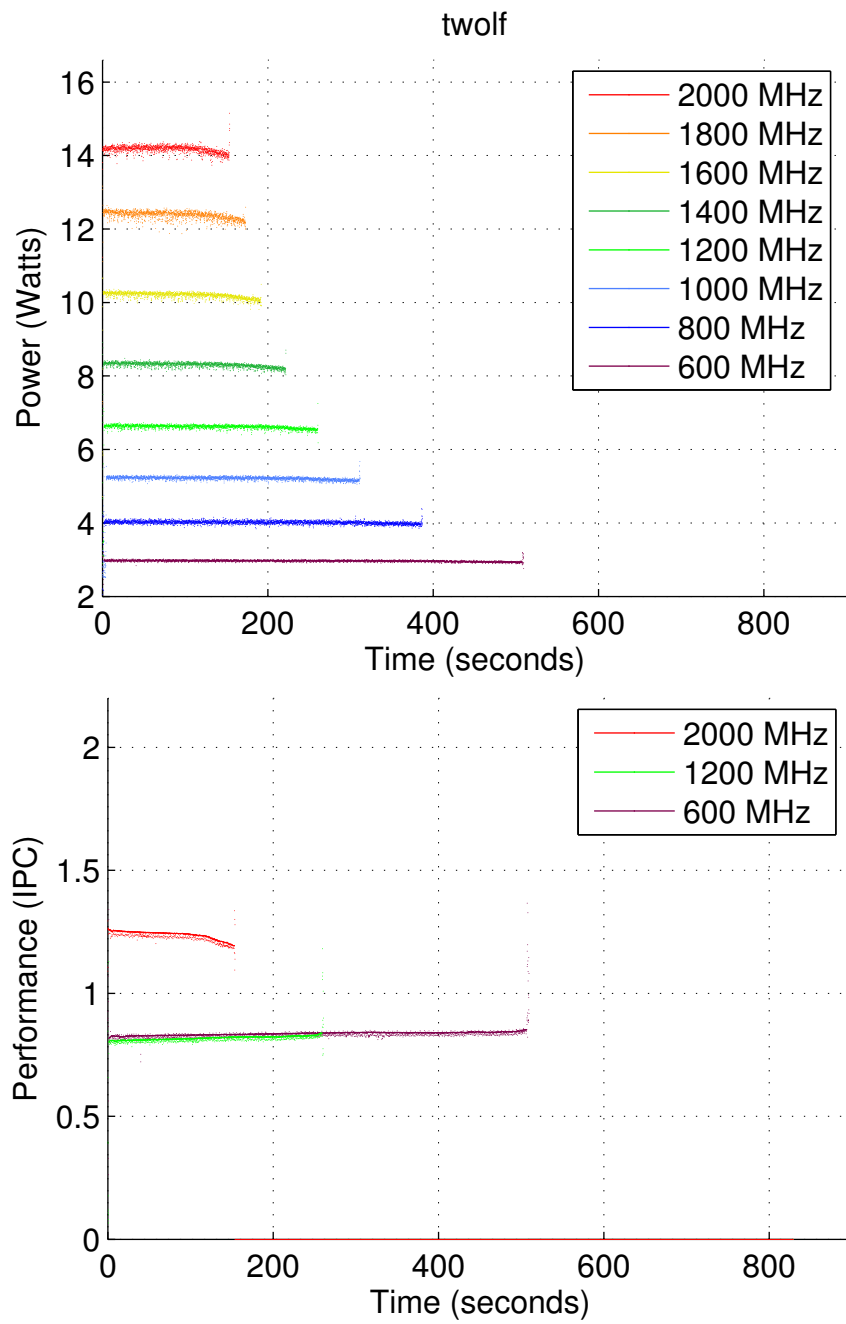 twolf
16
14
12
10
8
6
4
2
Power (Watts)
2000 MHz
1800 MHz
1600 MHz
1400 MHz
1200 MHz
1000 MHz
800 MHz
600 MHz
0 200 400 600 800
Time (seconds)
2
1.5
1
0.5
0
Performance (IPC)
2000 MHz
1200 MHz
600 MHz
0 200 400 600 800
Time (seconds)